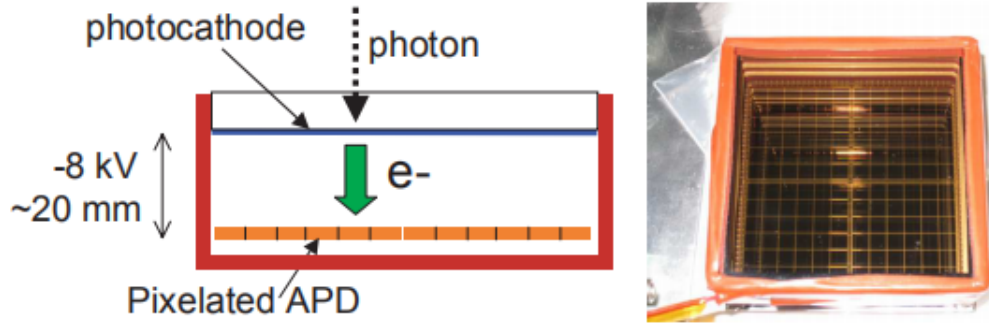 photocathode
photon
-8 kV
~20 mm
e-
Pixelated APD